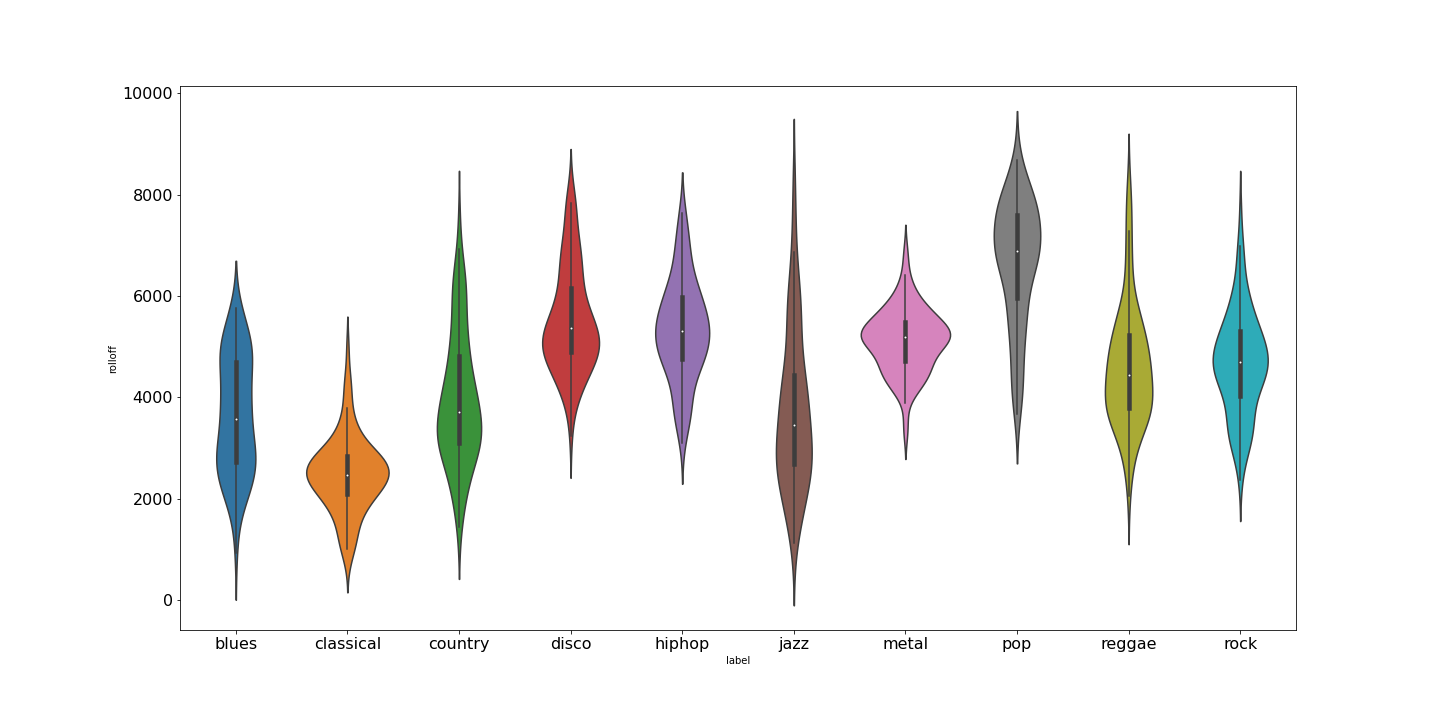 10000
8000
6000
4000
2000
0
rolloff
blues classical country disco hiphop jazz metal pop reggae rock
label